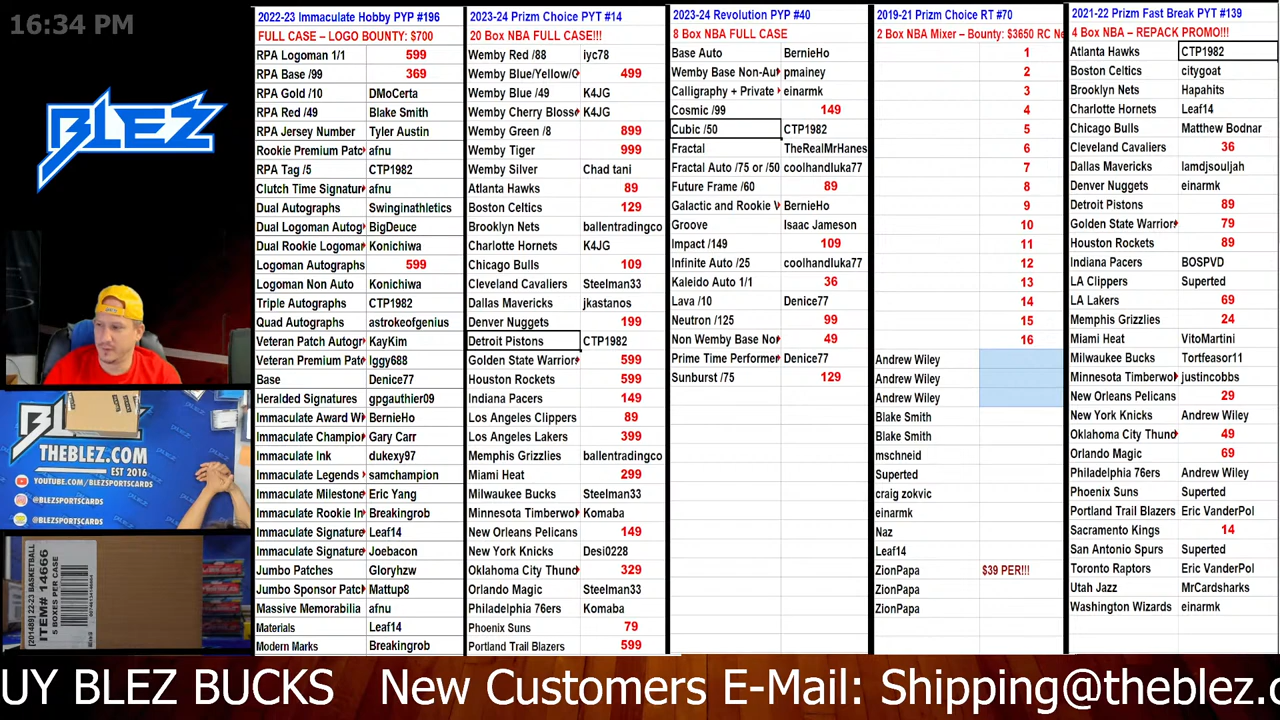 16:34 PM
BLEZ
THEBLEZ.COM
EST 2016
YOUTUBE.COM/BLEZSPORTSCARDS
@BLEZSPORTSCARDS
@BLEZSPORTSCARDS
[201489] 22-23 BASKETBALL
ITEM# 14666
5 BOXES PER CASE
2022-23 Immaculate Hobby PYP #196
FULL CASE – LOGO BOUNTY: $700
RPA Logoman 1/1 599
RPA Base /99 369
RPA Gold /10 DMoCerta
RPA Red /49 Blake Smith
RPA Jersey Number Tyler Austin
Rookie Premium Patc afnu
RPA Tag /5 CTP1982
Clutch Time Signatur afnu
Dual Autographs Swinginathletics
Dual Logoman Autog BigDeuce
Dual Rookie Logomar Konichiwa
Logoman Autographs 599
Logoman Non Auto Konichiwa
Triple Autographs CTP1982
Quad Autographs astrokeofgenius
Veteran Patch Autogr KayKim
Veteran Premium Pat Iggy688
Base Denice77
Heralded Signatures gpgauthier09
Immaculate Award Wi BernieHo
Immaculate Champio Gary Carr
Immaculate Ink dukexy97
Immaculate Legends samchampion
Immaculate Milestone Eric Yang
Immaculate Rookie In Breakingrob
Immaculate Signature Leaf14
Immaculate Signature Joebacon
Jumbo Patches Gloryhzw
Jumbo Sponsor Patc Mattup8
Massive Memorabilia afnu
Materials Leaf14
Modern Marks Breakingrob
2023-24 Prizm Choice PYT #14
20 Box NBA FULL CASE!!!
Wemby Red /88 iyc78
Wemby Blue/Yellow/G 499
Wemby Blue /49 K4JG
Wemby Cherry Blosso K4JG
Wemby Green /8 899
Wemby Tiger 999
Wemby Silver Chad tani
Atlanta Hawks 89
Boston Celtics 129
Brooklyn Nets ballentradingco
Charlotte Hornets K4JG
Chicago Bulls 109
Cleveland Cavaliers Steelman33
Dallas Mavericks jkastanos
Denver Nuggets 199
Detroit Pistons CTP1982
Golden State Warrior 599
Houston Rockets 599
Indiana Pacers 149
Los Angeles Clippers 89
Los Angeles Lakers 399
Memphis Grizzlies ballentradingco
Miami Heat 299
Milwaukee Bucks Steelman33
Minnesota Timberwo Komaba
New Orleans Pelicans 149
New York Knicks Desi0228
Oklahoma City Thunc 329
Orlando Magic Steelman33
Philadelphia 76ers Komaba
Phoenix Suns 79
Portland Trail Blazers 599
2023-24 Revolution PYP #40
8 Box NBA FULL CASE
Base Auto BernieHo
Wemby Base Non-Au pmainey
Calligraphy + Private einarmk
Cosmic /99 149
Cubic /50 CTP1982
Fractal TheRealMrHanes
Fractal Auto /75 or /50 coolhandluka77
Future Frame /60 89
Galactic and Rookie V BernieHo
Groove Isaac Jameson
Impact /149 109
Infinite Auto /25 coolhandluka77
Kaleido Auto 1/1 36
Lava /10 Denice77
Neutron /125 99
Non Wemby Base No 49
Prime Time Performer Denice77
Sunburst /75 129
2019-21 Prizm Choice RT #70
2 Box NBA Mixer – Bounty: $3650 RC Ne
1
2
3
4
5
6
7
8
9
10
11
12
13
14
15
16
Andrew Wiley
Andrew Wiley
Andrew Wiley
Blake Smith
Blake Smith
mschneid
Superted
craig zokvic
einarmk
Naz
Leaf14
ZionPapa $39 PER!!!
ZionPapa
ZionPapa
2021-22 Prizm Fast Break PYT #139
4 Box NBA – REPACK PROMO!!!
Atlanta Hawks CTP1982
Boston Celtics citygoat
Brooklyn Nets Hapahits
Charlotte Hornets Leaf14
Chicago Bulls Matthew Bodnar
Cleveland Cavaliers 36
Dallas Mavericks Iamdjsouljah
Denver Nuggets einarmk
Detroit Pistons 89
Golden State Warrior 79
Houston Rockets 89
Indiana Pacers BOSPVD
LA Clippers Superted
LA Lakers 69
Memphis Grizzlies 24
Miami Heat VitoMartini
Milwaukee Bucks Tortfeasor11
Minnesota Timberwo justincobbs
New Orleans Pelicans 29
New York Knicks Andrew Wiley
Oklahoma City Thunc 49
Orlando Magic 69
Philadelphia 76ers Andrew Wiley
Phoenix Suns Superted
Portland Trail Blazers Eric VanderPol
Sacramento Kings 14
San Antonio Spurs Superted
Toronto Raptors Eric VanderPol
Utah Jazz MrCardsharks
Washington Wizards einarmk
UY BLEZ BUCKS New Customers E-Mail: Shipping@theblez.c